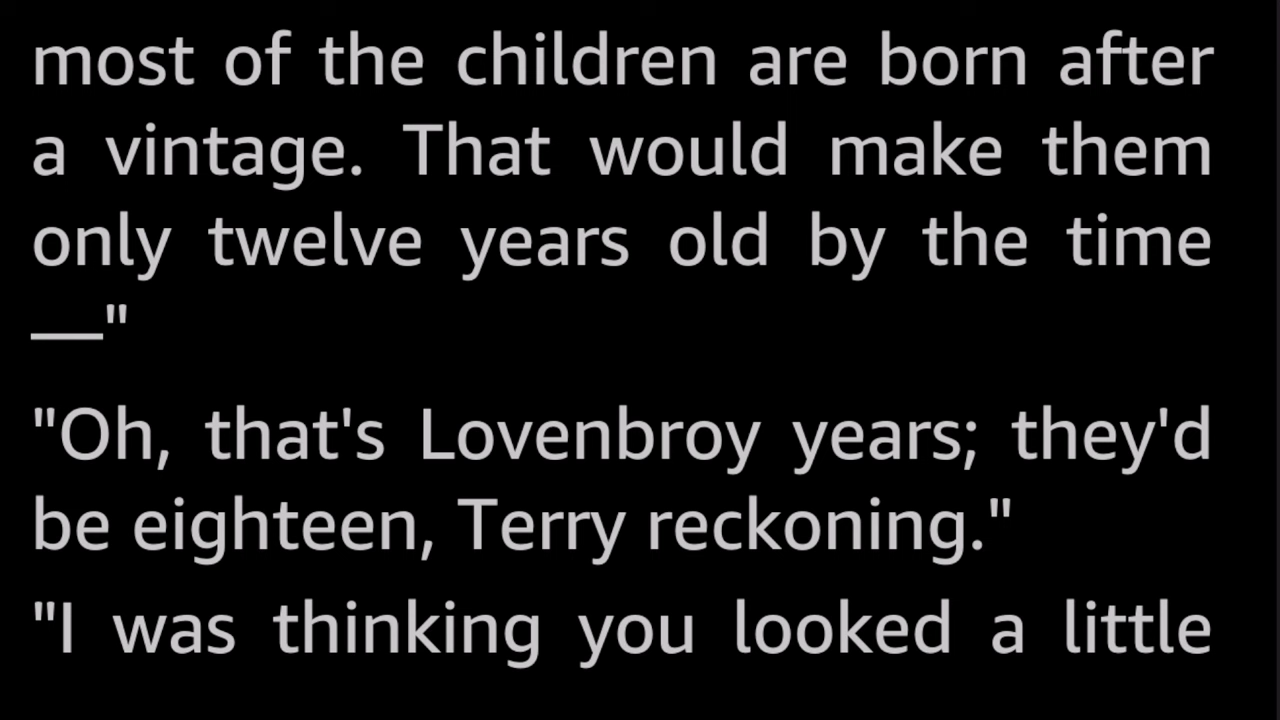 most of the children are born after
a vintage. That would make them
only twelve years old by the time
—"
"Oh, that's Lovenbroy years; they'd
be eighteen, Terry reckoning."
"I was thinking you looked a little